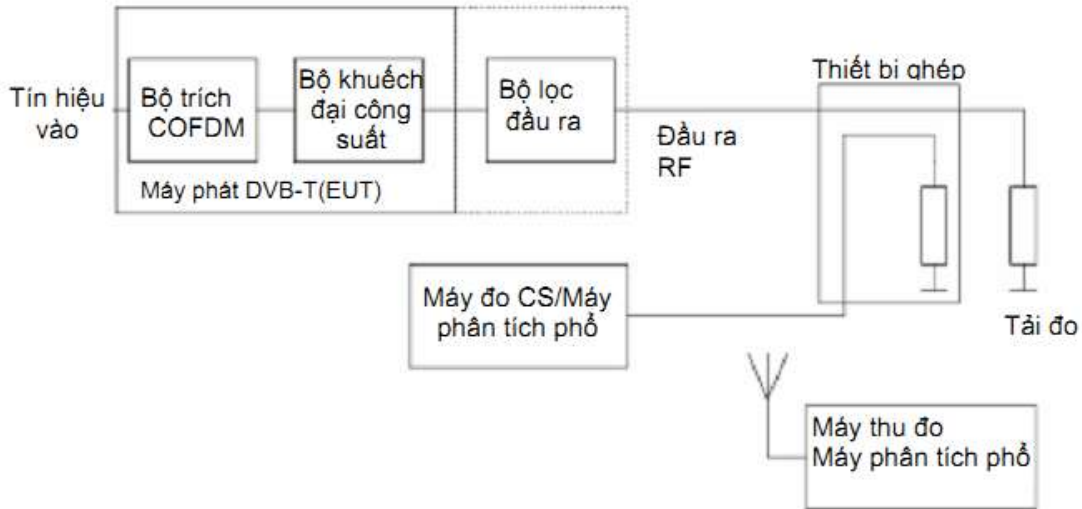 Tín hiệu
vào
Bộ trích
COFDM
Bộ khuếch
đại công
suất
Máy phát DVB-T(EUT)
Bộ lọc
đầu ra
Đầu ra
RF
Thiết bị ghép
Tải đo
Máy đo CS/Máy
phân tích phổ
Máy thu đo
Máy phân tích phổ